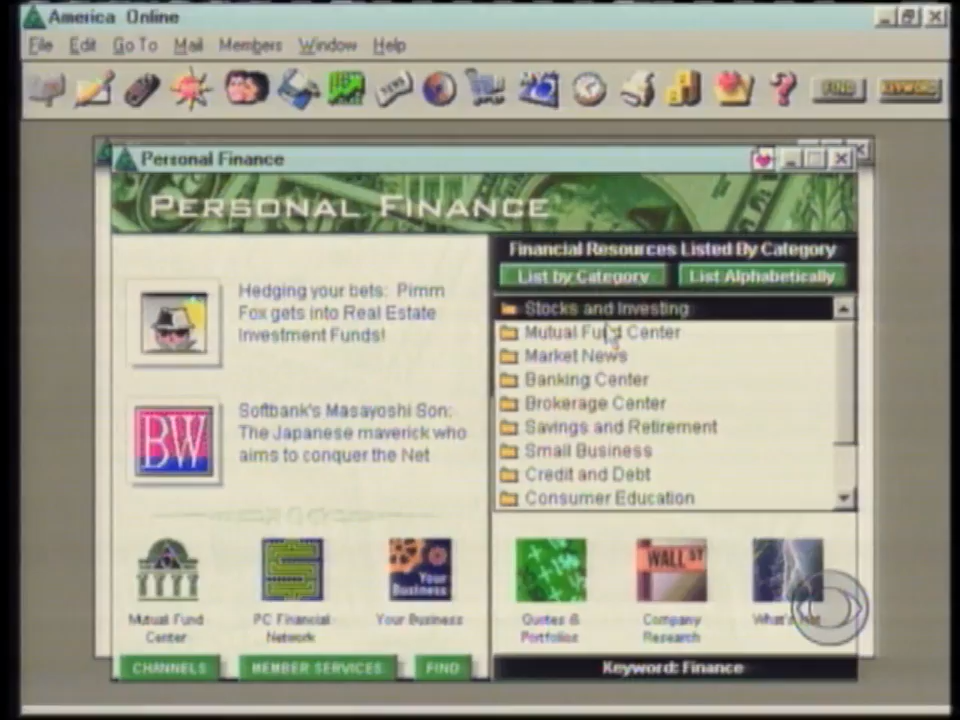 America Online
File Edit Go To Mail Members Window Help
NEWS
?
FIND
KEYWORD
Personal Finance
PERSONAL FINANCE
Hedging your bets: Pimm
Fox gets into Real Estate
Investment Funds!
BW
Softbank's Masayoshi Son:
The Japanese maverick who
aims to conquer the Net
Financial Resources Listed By Category
List by Category
List Alphabetically
Stocks and Investing
Mutual Fund Center
Market News
Banking Center
Brokerage Center
Savings and Retirement
Small Business
Credit and Debt
Consumer Education
Your
Business
WALL ST
Mutual Fund
Center
PC Financial
Network
Your Business
Quotes &
Portfolios
Company
Research
What's Hot
CHANNELS
MEMBER SERVICES
FIND
Keyword: Finance